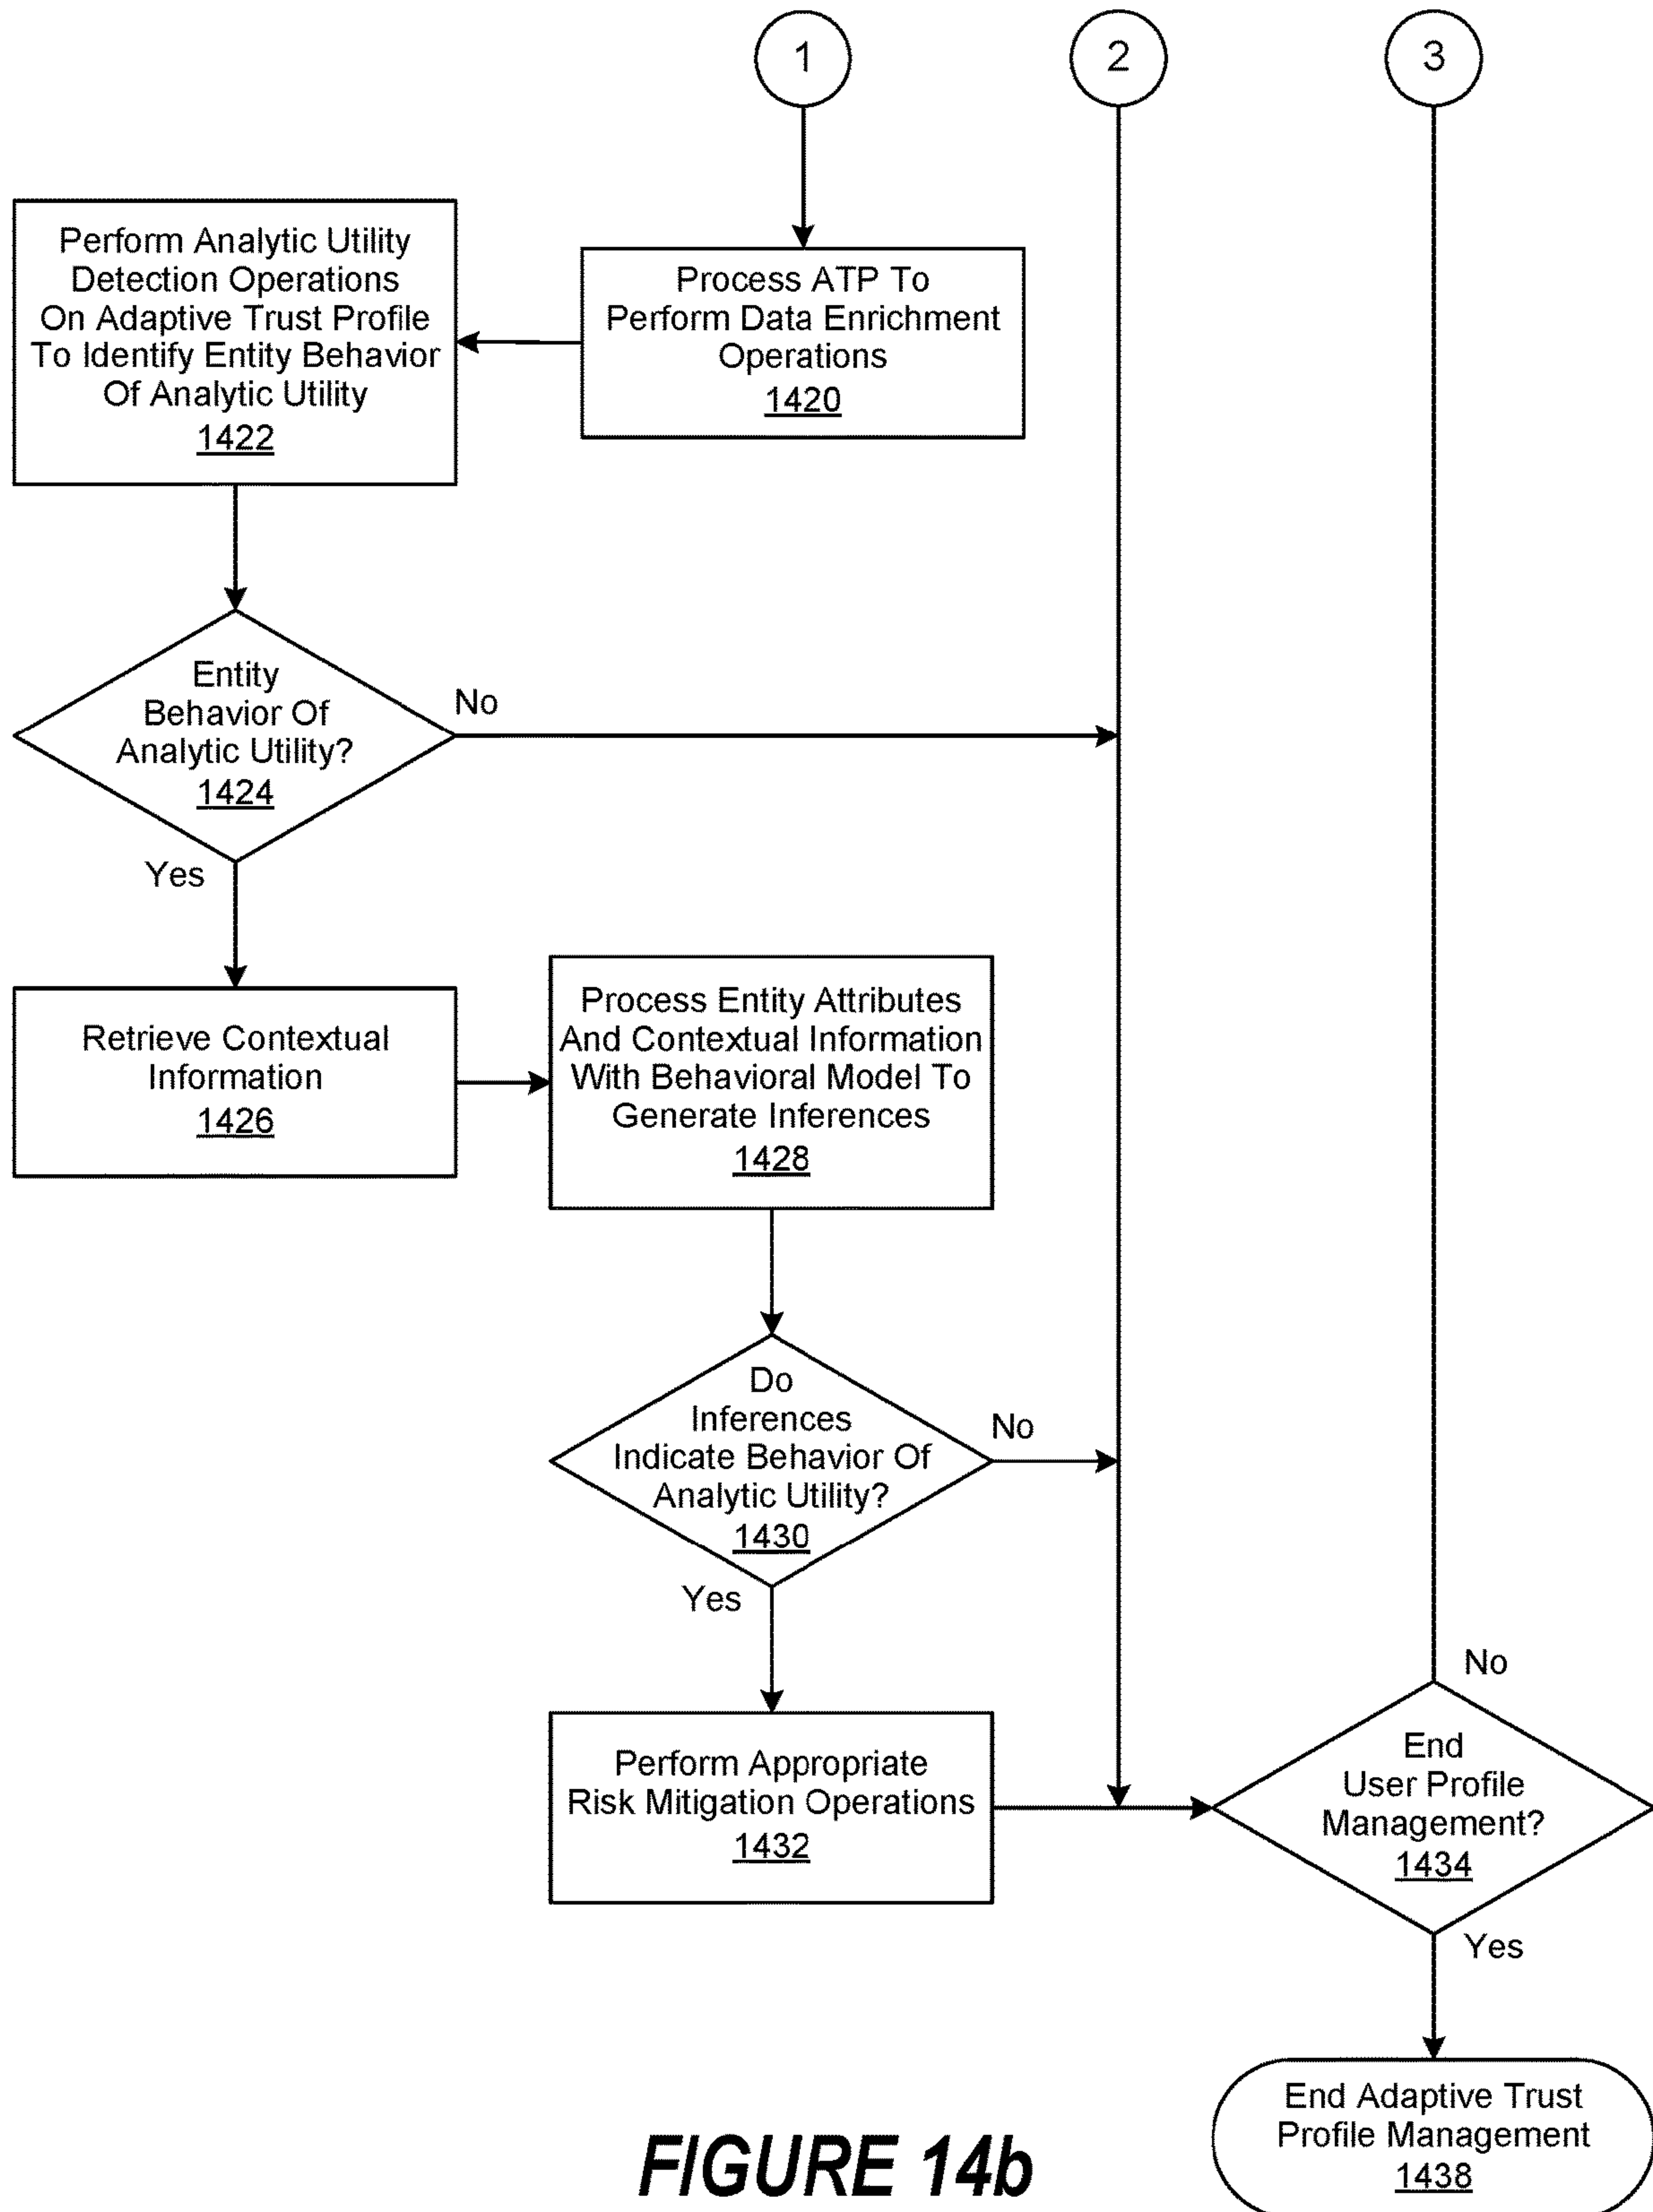 1
2
3
Perform Analytic Utility
Detection Operations
On Adaptive Trust Profile
To Identify Entity Behavior
Of Analytic Utility
1422
Process ATP To
Perform Data Enrichment
Operations
1420
Entity
Behavior Of
Analytic Utility?
1424
No
Yes
Retrieve Contextual
Information
1426
Process Entity Attributes
And Contextual Information
With Behavioral Model To
Generate Inferences
1428
Do
Inferences
Indicate Behavior Of
Analytic Utility?
1430
No
Yes
Perform Appropriate
Risk Mitigation Operations
1432
No
End
User Profile
Management?
1434
Yes
End Adaptive Trust
Profile Management
1438
FIGURE 14b